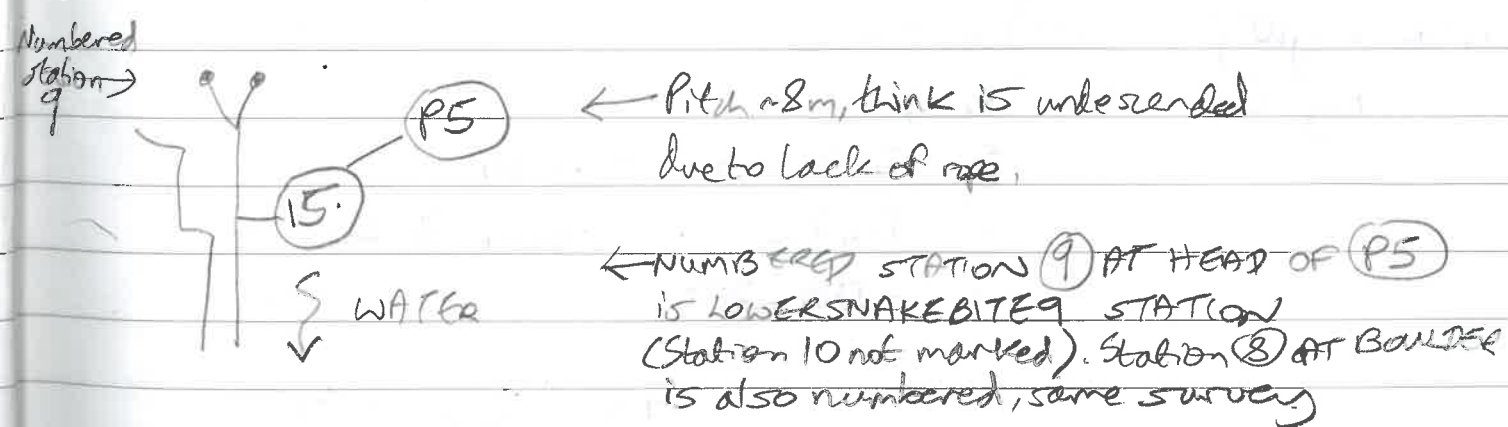 Numbered
station→
9
P5
15.
WATER
← Pitch ~8m, think is undescended
due to lack of rope.
← NUMBERED STATION 9 AT HEAD OF P5
is LOWERSNAKEBITE9 STATION
(Station 10 not marked). Station 8 AT BOULDER
is also numbered, same survey